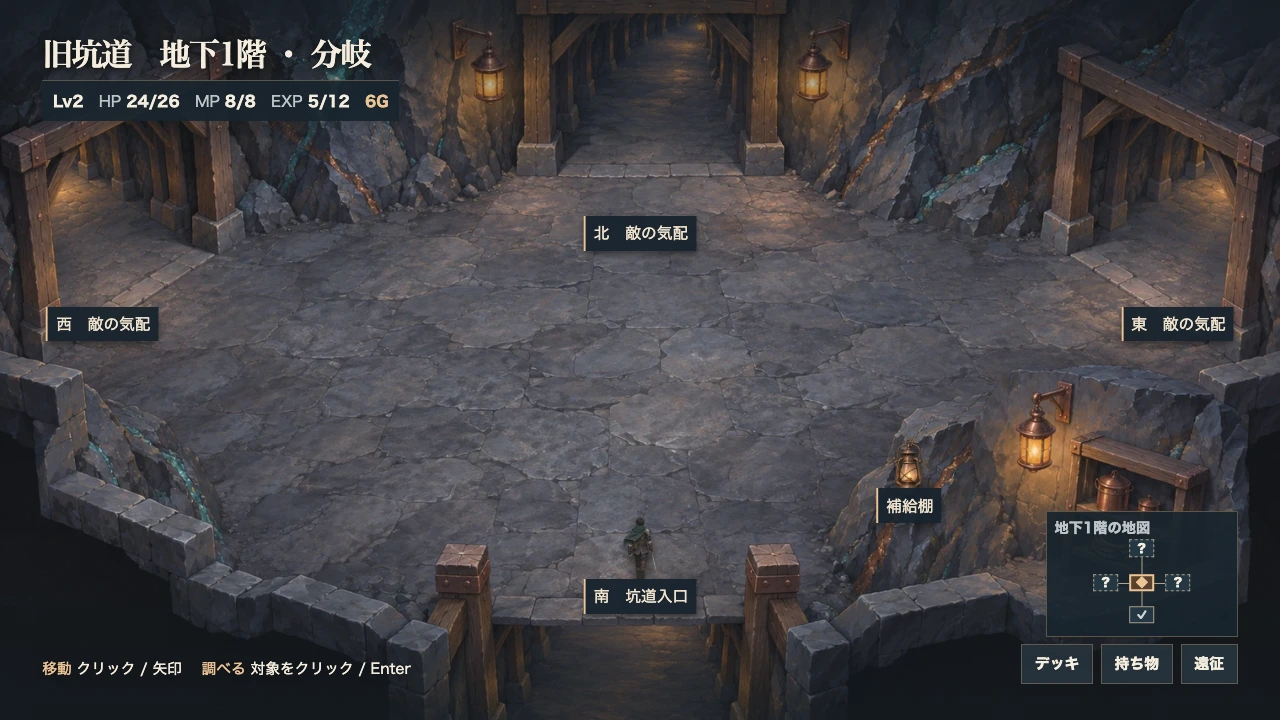 旧坑道　地下1階 ・ 分岐
Lv2 HP 24/26 MP 8/8 EXP 5/12 6G
北　敵の気配
西　敵の気配
東　敵の気配
補給棚
地下1階の地図
?
? ?
南　坑道入口
移動 クリック / 矢印 調べる 対象をクリック / Enter
デッキ 持ち物 遠征